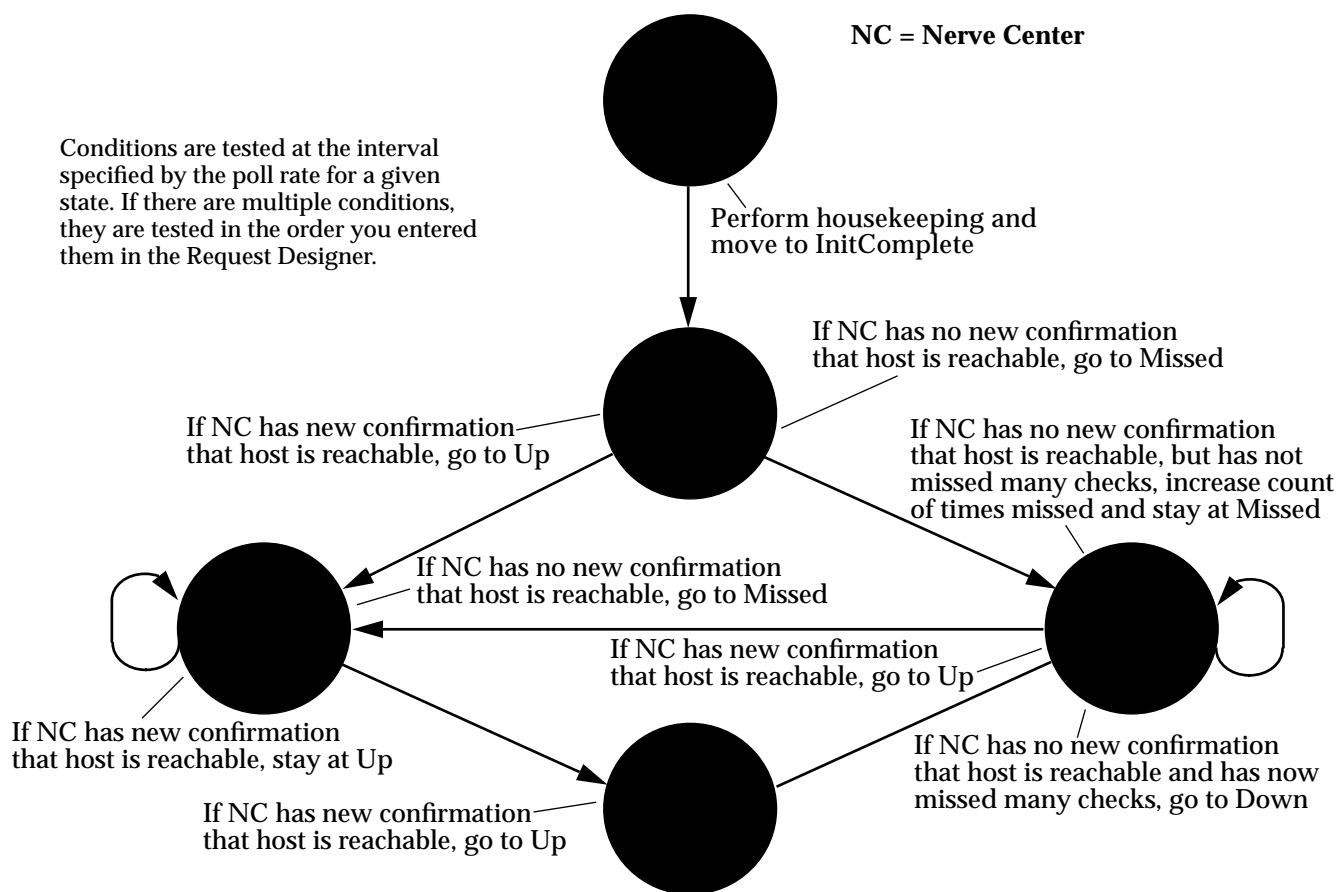 NC = Nerve Center
Conditions are tested at the interval
specified by the poll rate for a given
state. If there are multiple conditions,
they are tested in the order you entered
them in the Request Designer.
Perform housekeeping and
move to InitComplete
If NC has no new confirmation
that host is reachable, go to Missed
If NC has new confirmation
that host is reachable, go to Up
If NC has no new confirmation
that host is reachable, but has not
missed many checks, increase count
of times missed and stay at Missed
If NC has no new confirmation
that host is reachable, go to Missed
If NC has new confirmation
that host is reachable, go to Up
If NC has new confirmation
that host is reachable, stay at Up
If NC has no new confirmation
that host is reachable and has now
missed many checks, go to Down
If NC has new confirmation
that host is reachable, go to Up